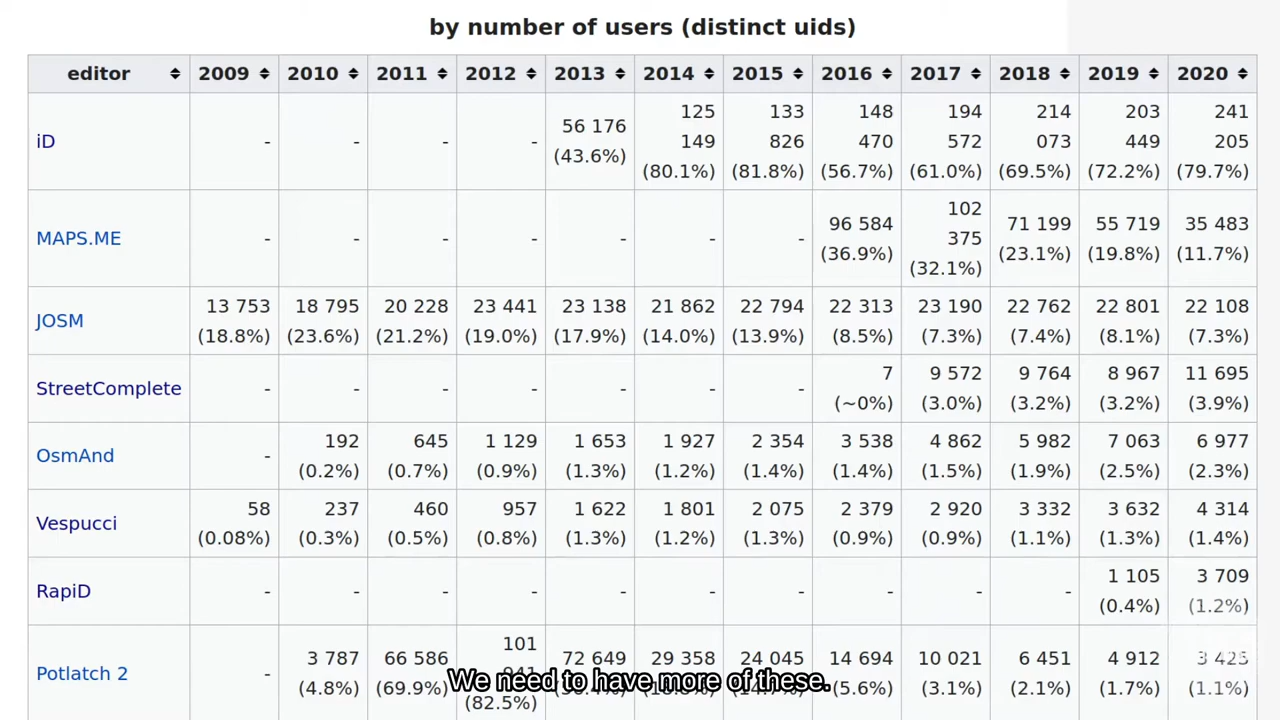 by number of users (distinct uids)
editor 2009 2010 2011 2012 2013 2014 2015 2016 2017 2018 2019 2020
iD - - - - 56 176 (43.6%) 125 149 (80.1%) 133 826 (81.8%) 148 470 (56.7%) 194 572 (61.0%) 214 073 (69.5%) 203 449 (72.2%) 241 205 (79.7%)
MAPS.ME - - - - - - - 96 584 (36.9%) 102 375 (32.1%) 71 199 (23.1%) 55 719 (19.8%) 35 483 (11.7%)
JOSM 13 753 (18.8%) 18 795 (23.6%) 20 228 (21.2%) 23 441 (19.0%) 23 138 (17.9%) 21 862 (14.0%) 22 794 (13.9%) 22 313 (8.5%) 23 190 (7.3%) 22 762 (7.4%) 22 801 (8.1%) 22 108 (7.3%)
StreetComplete - - - - - - - 7 (~0%) 9 572 (3.0%) 9 764 (3.2%) 8 967 (3.2%) 11 695 (3.9%)
OsmAnd - 192 (0.2%) 645 (0.7%) 1 129 (0.9%) 1 653 (1.3%) 1 927 (1.2%) 2 354 (1.4%) 3 538 (1.4%) 4 862 (1.5%) 5 982 (1.9%) 7 063 (2.5%) 6 977 (2.3%)
Vespucci 58 (0.08%) 237 (0.3%) 460 (0.5%) 957 (0.8%) 1 622 (1.3%) 1 801 (1.2%) 2 075 (1.3%) 2 379 (0.9%) 2 920 (0.9%) 3 332 (1.1%) 3 632 (1.3%) 4 314 (1.4%)
RapiD - - - - - - - - - - 1 105 (0.4%) 3 709 (1.2%)
Potlatch 2 - 3 787 (4.8%) 66 586 (69.9%) 101 (82.5%) 72 649 29 358 24 045 14 694 (5.6%) 10 021 (3.1%) 6 451 (2.1%) 4 912 (1.7%) 3 423 (1.1%)
We need to have more of these.